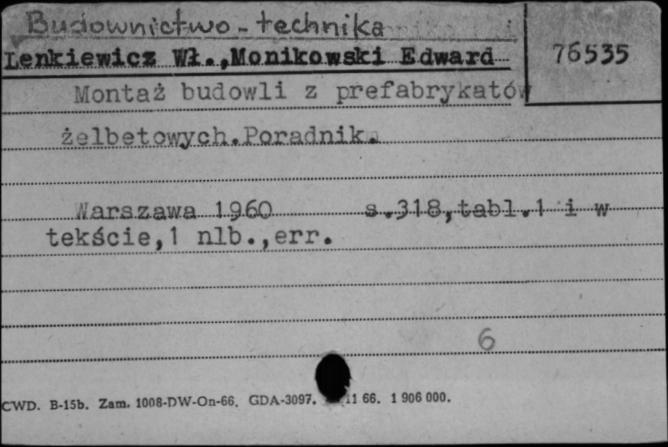 Budownictwo-technika
Lenkiewicz Wł.,Monikowski Edward
76535
Montaż budowli z prefabrykatów
żelbetowych.Poradnik.
Warszawa 1960 s.318,tabl.1 i w
tekście,1 nlb.,err.
6
CWD. B-15b. Zam. 1008-DW-On-66. GDA-3097. 11 66. 1 906 000.